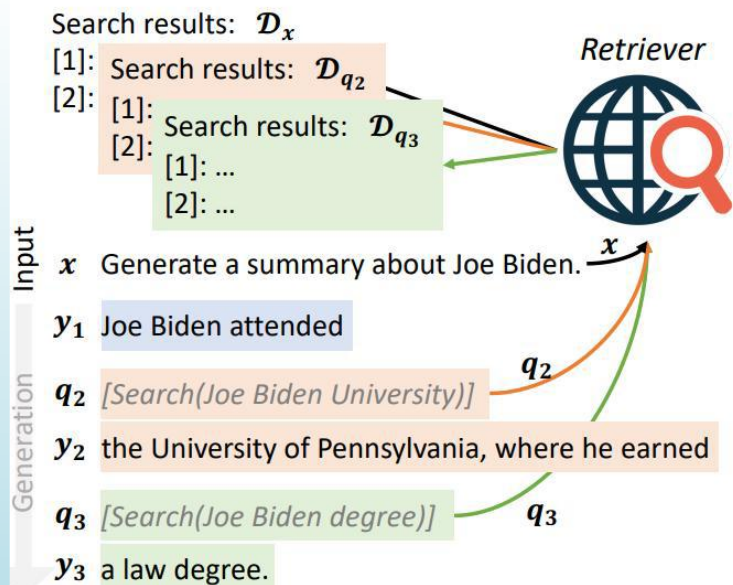 Search results: 𝓓ₓ
[1]:
[2]:
Search results: 𝓓q₂
[1]:
[2]:
Search results: 𝓓q₃
[1]: ...
[2]: ...
Retriever
Input
x Generate a summary about Joe Biden.
x
Generation
y₁ Joe Biden attended
q₂ [Search(Joe Biden University)]
q₂
y₂ the University of Pennsylvania, where he earned
q₃ [Search(Joe Biden degree)]
q₃
y₃ a law degree.